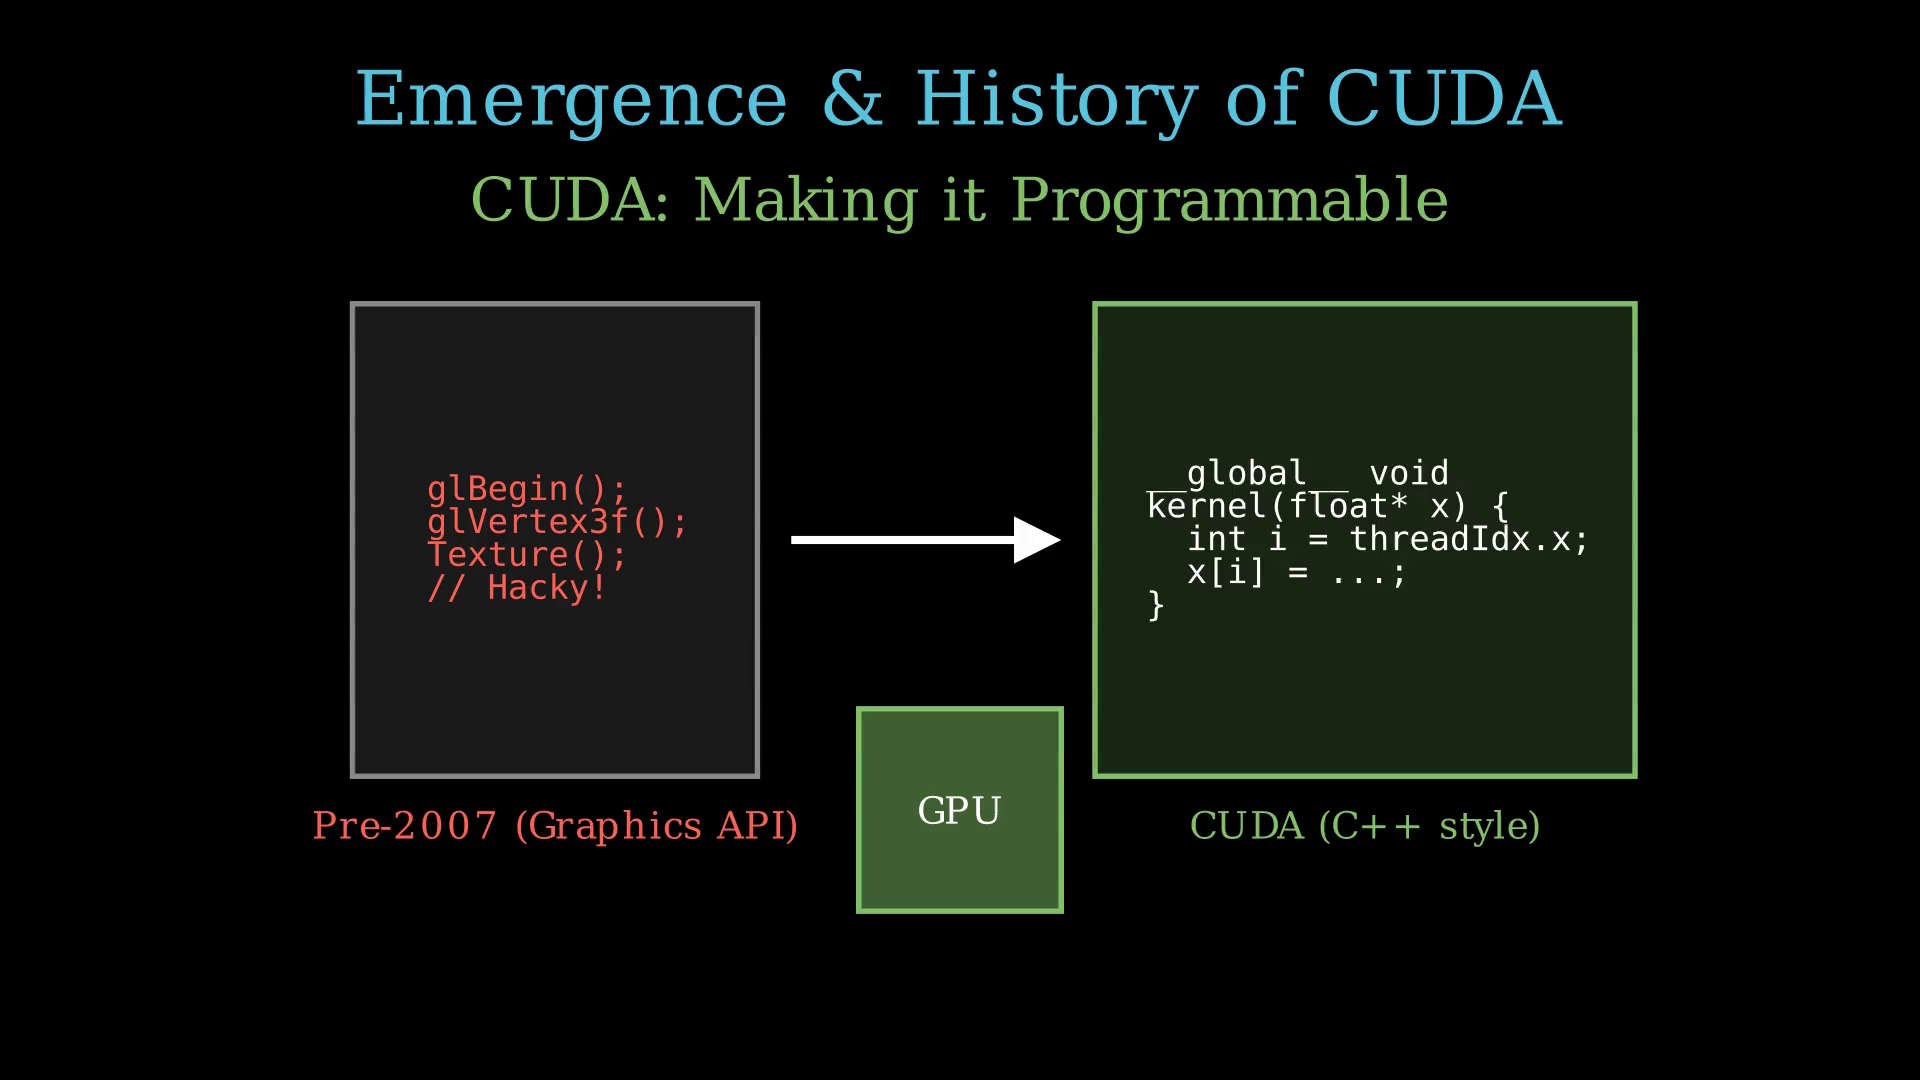 Emergence & History of CUDA
CUDA: Making it Programmable
glBegin();
glVertex3f();
Texture();
// Hacky!
__global__ void
kernel(float* x) {
  int i = threadIdx.x;
  x[i] = ...;
}
GPU
Pre-2007 (Graphics API)
CUDA (C++ style)